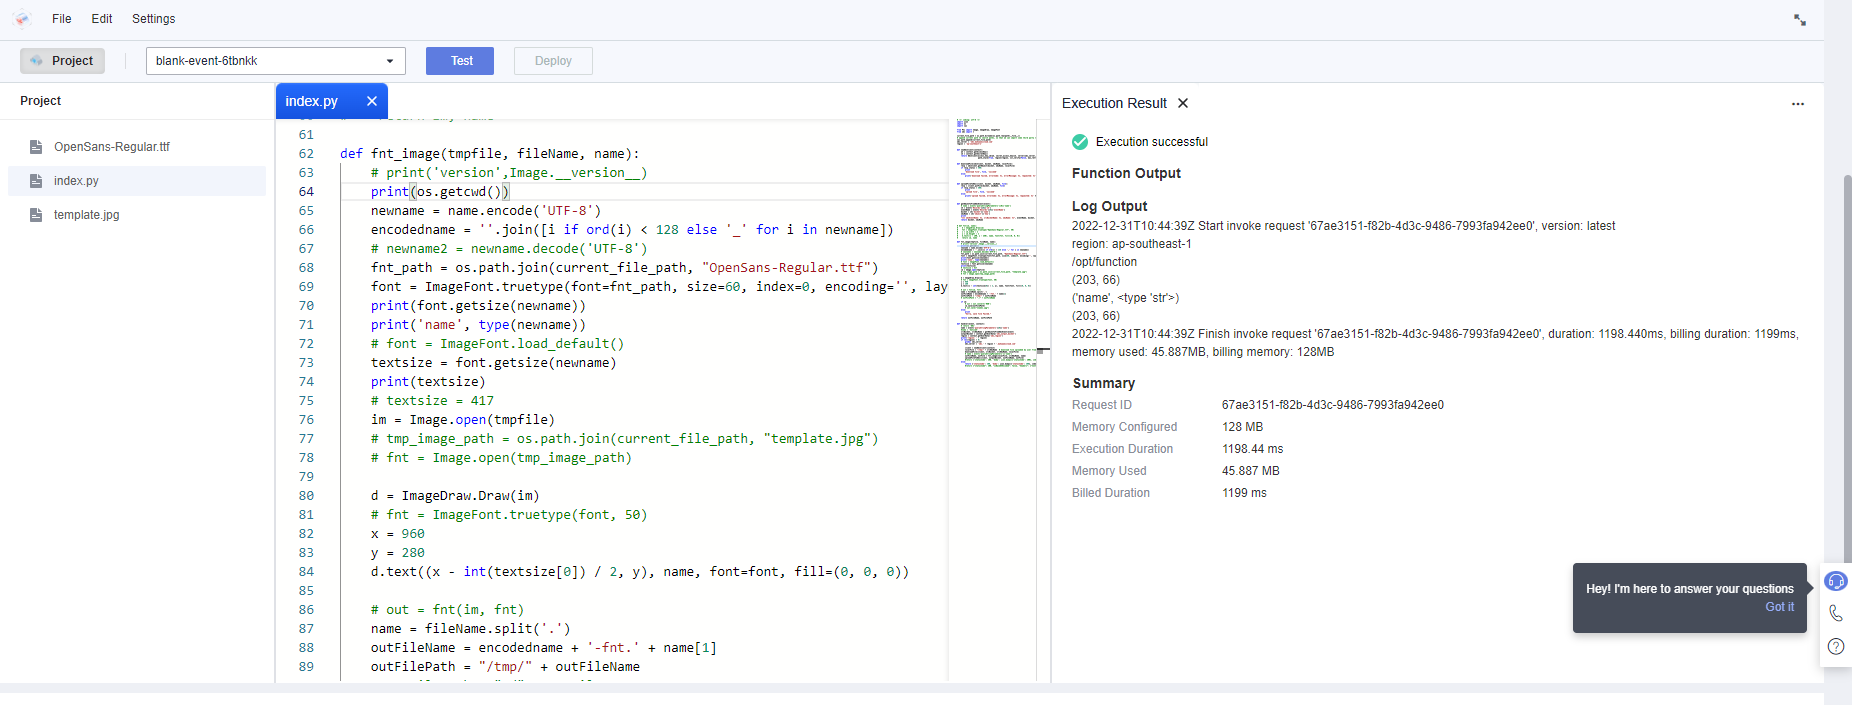 File Edit Settings
Project blank-event-6tbnkk Test Deploy
Project
OpenSans-Regular.ttf
index.py
template.jpg
index.py
61
62 def fnt_image(tmpfile, fileName, name):
63 # print('version',Image.__version__)
64 print(os.getcwd())
65 newname = name.encode('UTF-8')
66 encodedname = ''.join([i if ord(i) < 128 else '_' for i in newname])
67 # newname2 = newname.decode('UTF-8')
68 fnt_path = os.path.join(current_file_path, "OpenSans-Regular.ttf")
69 font = ImageFont.truetype(font=fnt_path, size=60, index=0, encoding='', lay
70 print(font.getsize(newname))
71 print('name', type(newname))
72 # font = ImageFont.load_default()
73 textsize = font.getsize(newname)
74 print(textsize)
75 # textsize = 417
76 im = Image.open(tmpfile)
77 # tmp_image_path = os.path.join(current_file_path, "template.jpg")
78 # fnt = Image.open(tmp_image_path)
79
80 d = ImageDraw.Draw(im)
81 # fnt = ImageFont.truetype(font, 50)
82 x = 960
83 y = 280
84 d.text((x - int(textsize[0]) / 2, y), name, font=font, fill=(0, 0, 0))
85
86 # out = fnt(im, fnt)
87 name = fileName.split('.')
88 outFileName = encodedname + '-fnt.' + name[1]
89 outFilePath = "/tmp/" + outFileName
Execution Result
Execution successful
Function Output
Log Output
2022-12-31T10:44:39Z Start invoke request '67ae3151-f82b-4d3c-9486-7993fa942ee0', version: latest
region: ap-southeast-1
/opt/function
(203, 66)
('name', <type 'str'>)
(203, 66)
2022-12-31T10:44:39Z Finish invoke request '67ae3151-f82b-4d3c-9486-7993fa942ee0', duration: 1198.440ms, billing duration: 1199ms,
memory used: 45.887MB, billing memory: 128MB
Summary
Request ID 67ae3151-f82b-4d3c-9486-7993fa942ee0
Memory Configured 128 MB
Execution Duration 1198.44 ms
Memory Used 45.887 MB
Billed Duration 1199 ms
Hey! I'm here to answer your questions
Got it